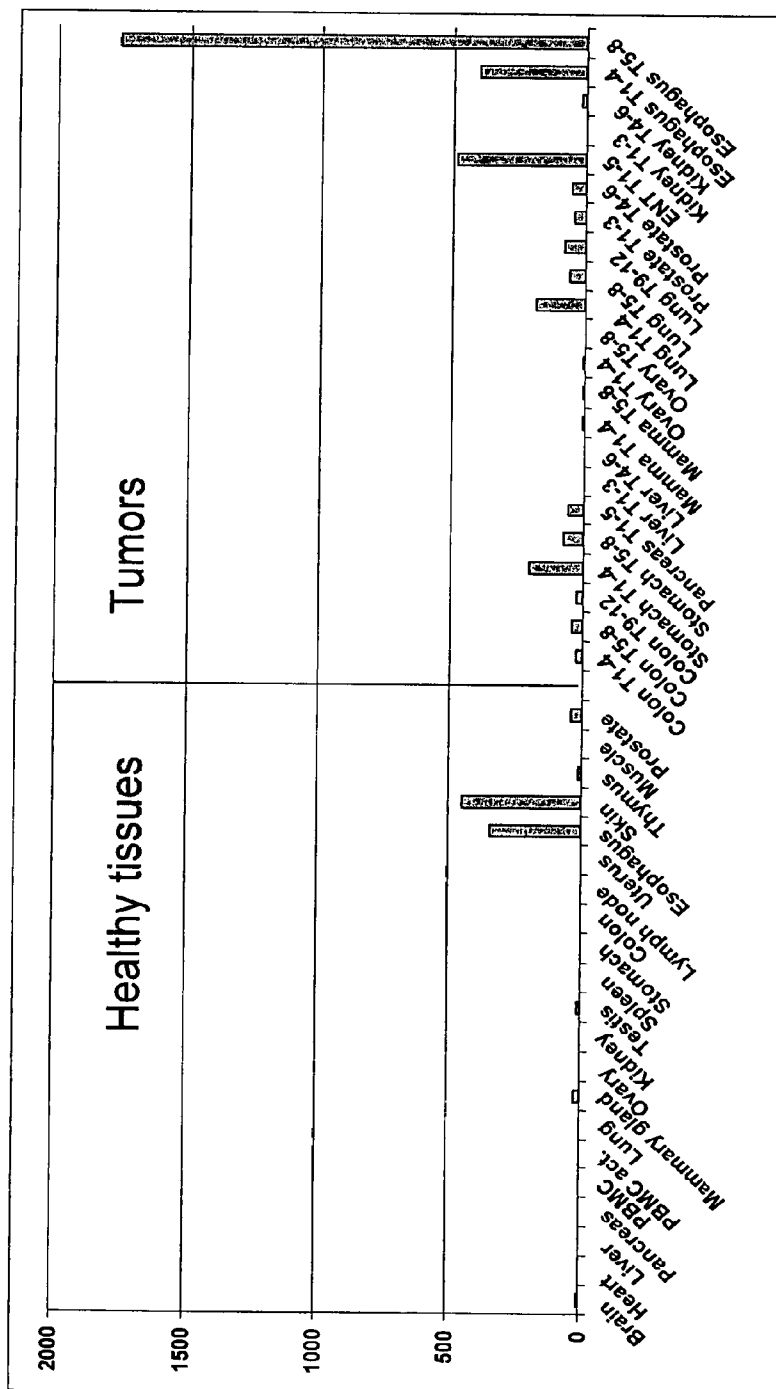 Healthy tissues
Tumors
2000
1500
1000
500
0
Brain
Heart
Liver
Pancreas
PBMC
PBMC act.
Lung
Mammary gland
Ovary
Kidney
Testis
Spleen
Stomach
Colon
Lymph node
Uterus
Esophagus
Skin
Thymus
Muscle
Prostate
Colon T1-4
Colon T5-8
Colon T9-12
Stomach T1-4
Stomach T5-8
Pancreas T1-5
Liver T1-3
Liver T4-6
Mamma T1-4
Mamma T5-8
Ovary T1-4
Ovary T5-8
Lung T1-4
Lung T5-8
Lung T9-12
Prostate T1-3
Prostate T4-6
ENT T1-5
Kidney T1-3
Kidney T4-6
Esophagus T1-4
Esophagus T5-8